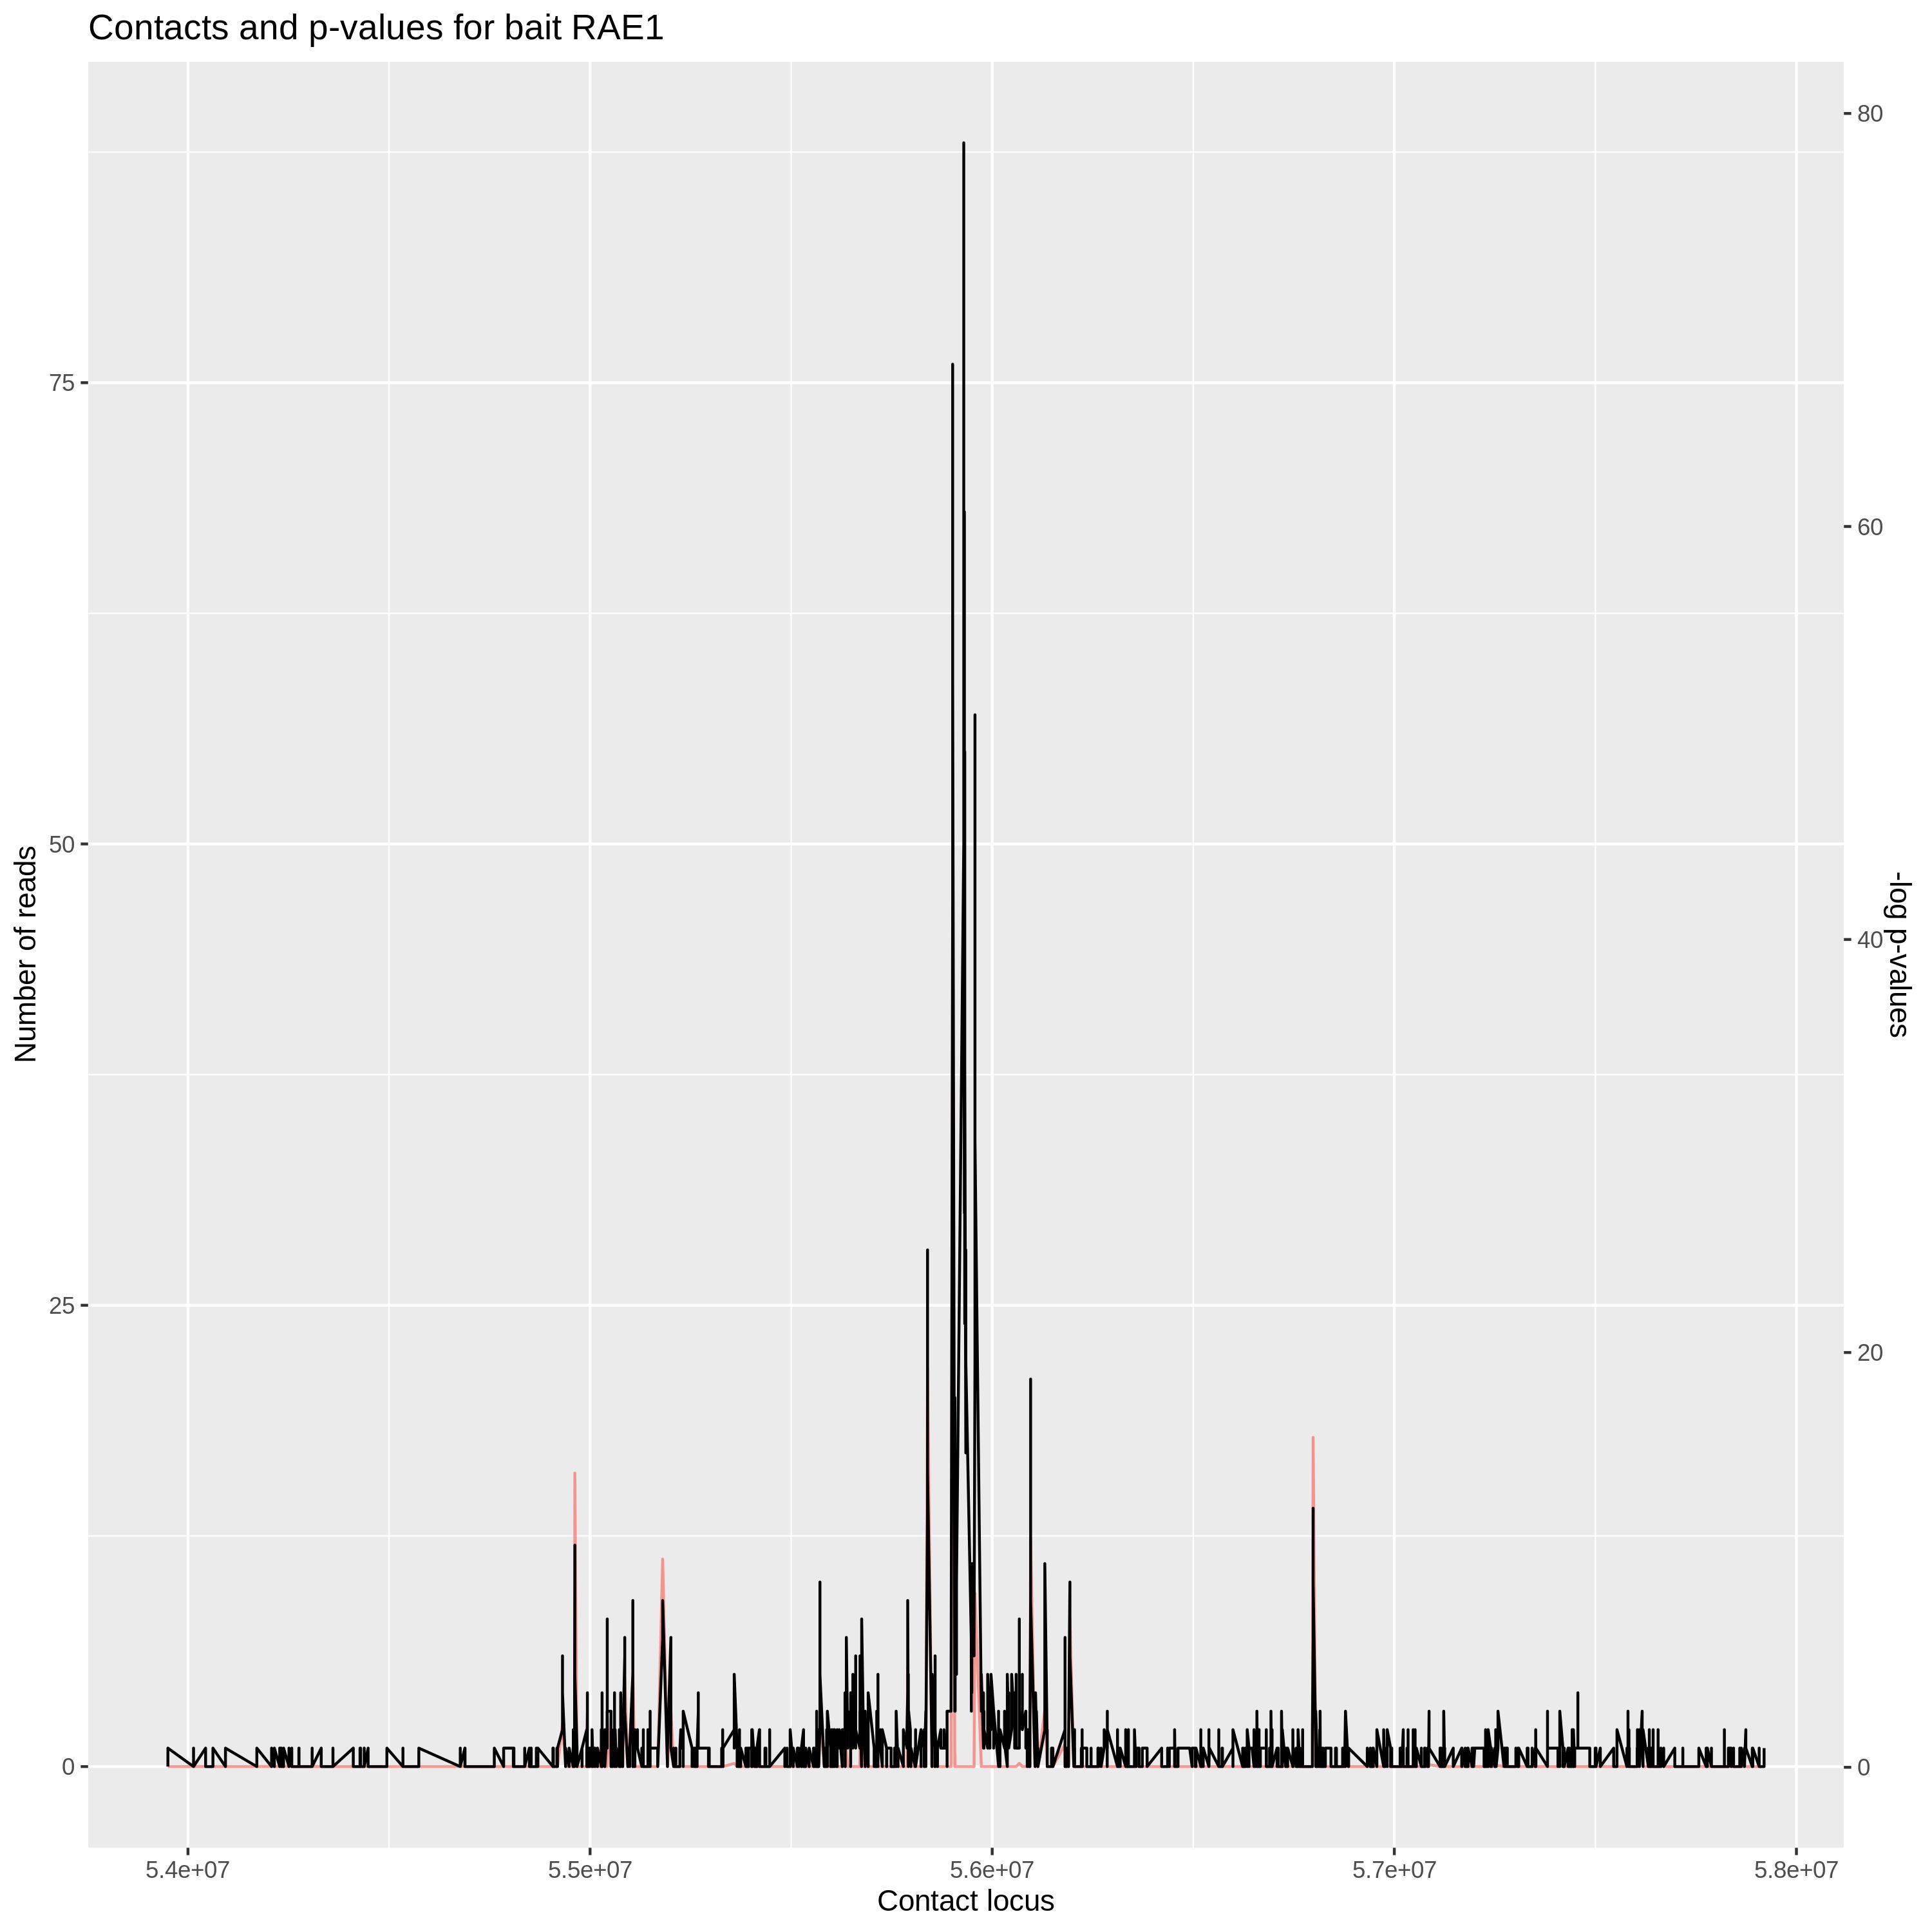 Contacts and p-values for bait RAE1
80
75
60
50
40
25
20
0
0
Number of reads
-log p-values
5.4e+07 5.5e+07 5.6e+07 5.7e+07 5.8e+07
Contact locus